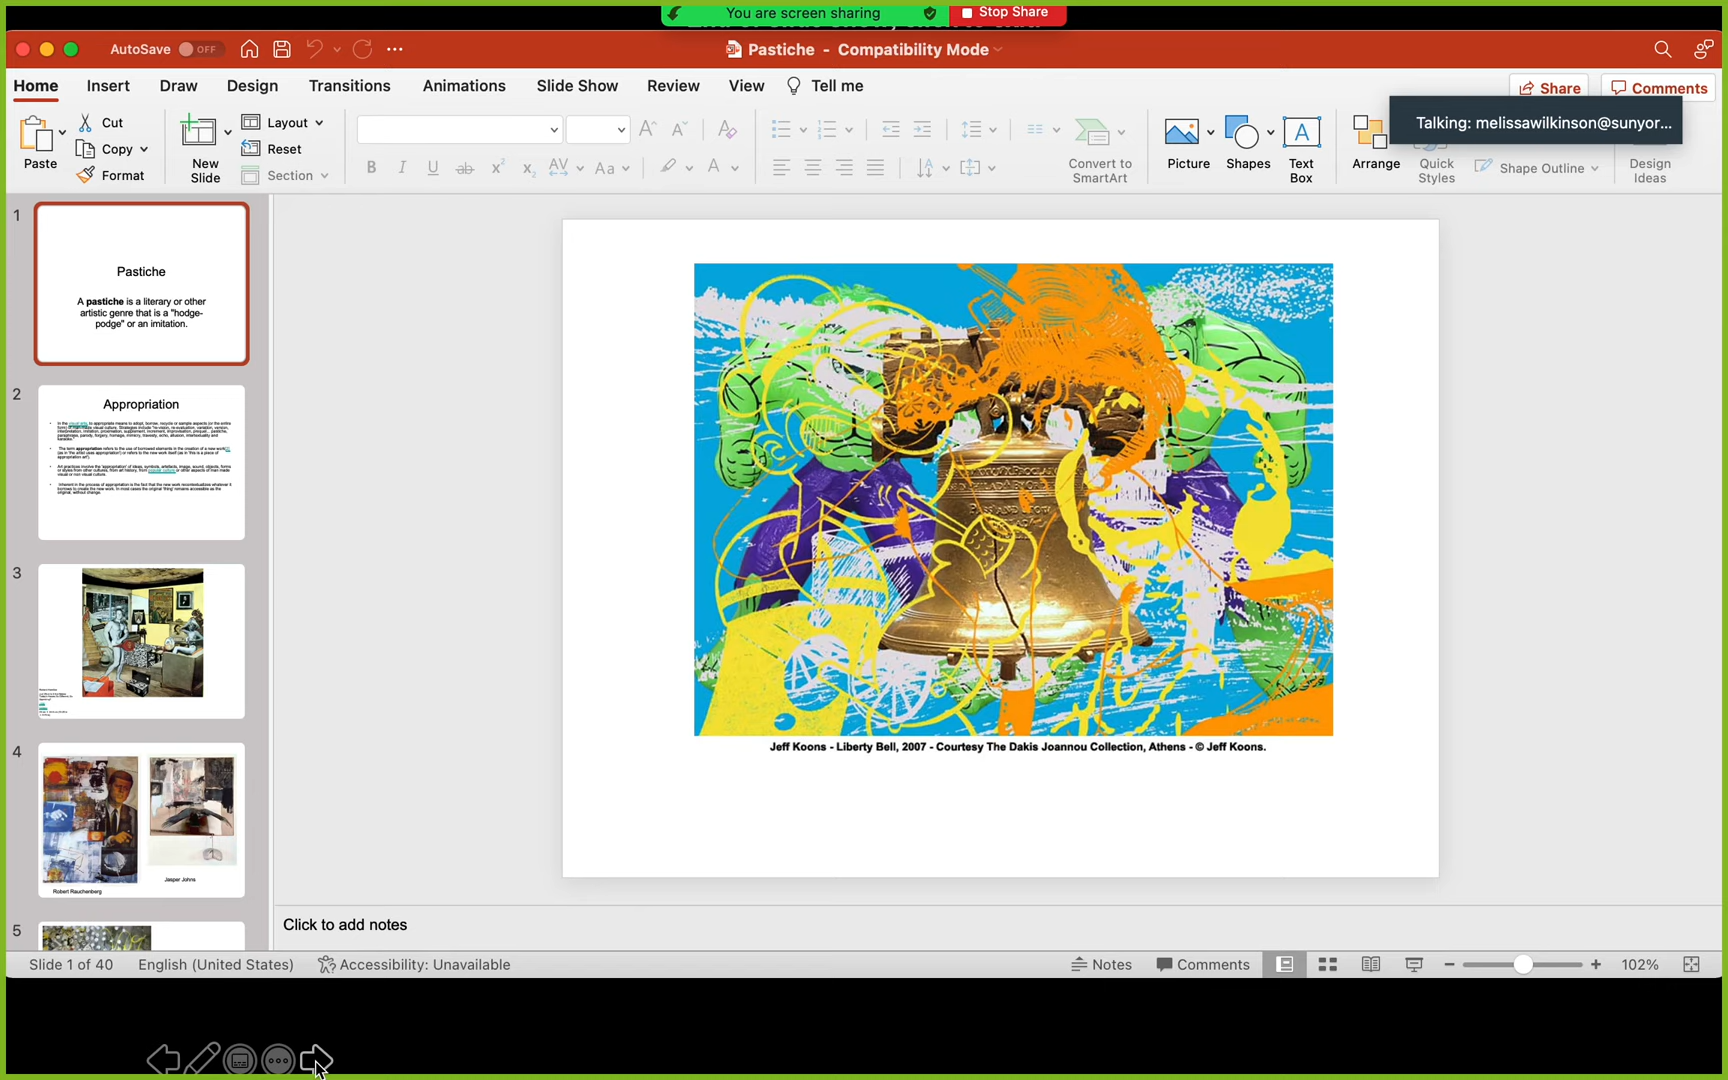 You are screen sharing
Stop Share
AutoSave OFF
Pastiche - Compatibility Mode
Home Insert Draw Design Transitions Animations Slide Show Review View Tell me
Share Comments
Talking: melissawilkinson@sunyor...
Paste
Cut
Copy
Format
New Slide
Layout
Reset
Section
Convert to SmartArt
Picture
Shapes
Text Box
Arrange
Quick Styles
Shape Outline
Design Ideas
1
Pastiche
A pastiche is a literary or other
artistic genre that is a "hodge-
podge" or an imitation.
2
Appropriation
3
4
Robert Rauchenberg
Jasper Johns
5
Jeff Koons - Liberty Bell, 2007 - Courtesy The Dakis Joannou Collection, Athens - © Jeff Koons.
Click to add notes
Slide 1 of 40 English (United States) Accessibility: Unavailable
Notes Comments 102%